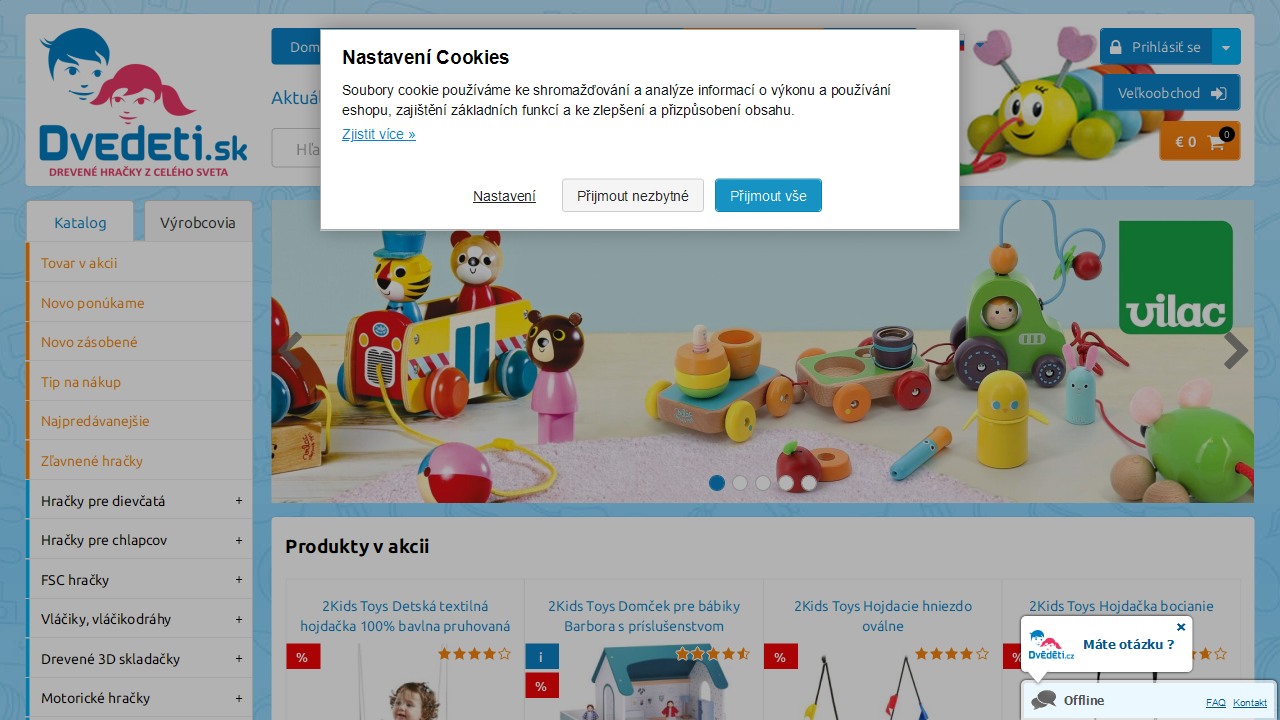 Dvedeti.sk
DREVENÉ HRAČKY Z CELÉHO SVETA
Nastavení Cookies
Soubory cookie používáme ke shromažďování a analýze informací o výkonu a používání
eshopu, zajištění základních funkcí a ke zlepšení a přizpůsobení obsahu.
Zjistit více »
Nastavení
Přijmout nezbytné
Přijmout vše
Prihlásiť se
Veľkoobchod
€ 0
0
Katalog
Výrobcovia
Tovar v akcii
Novo ponúkame
Novo zásobené
Tip na nákup
Najpredávanejšie
Zľavnené hračky
Hračky pre dievčatá +
Hračky pre chlapcov +
FSC hračky +
Vláčiky, vláčikodráhy +
Drevené 3D skladačky +
Motorické hračky +
vilac
Produkty v akcii
2Kids Toys Detská textilná
hojdačka 100% bavlna pruhovaná
%
2Kids Toys Domček pre bábiky
Barbora s príslušenstvom
i
%
2Kids Toys Hojdacie hniezdo
oválne
%
2Kids Toys Hojdačka bocianie
Dvěděti.cz
Máte otázku ?
Offline
FAQ
Kontakt